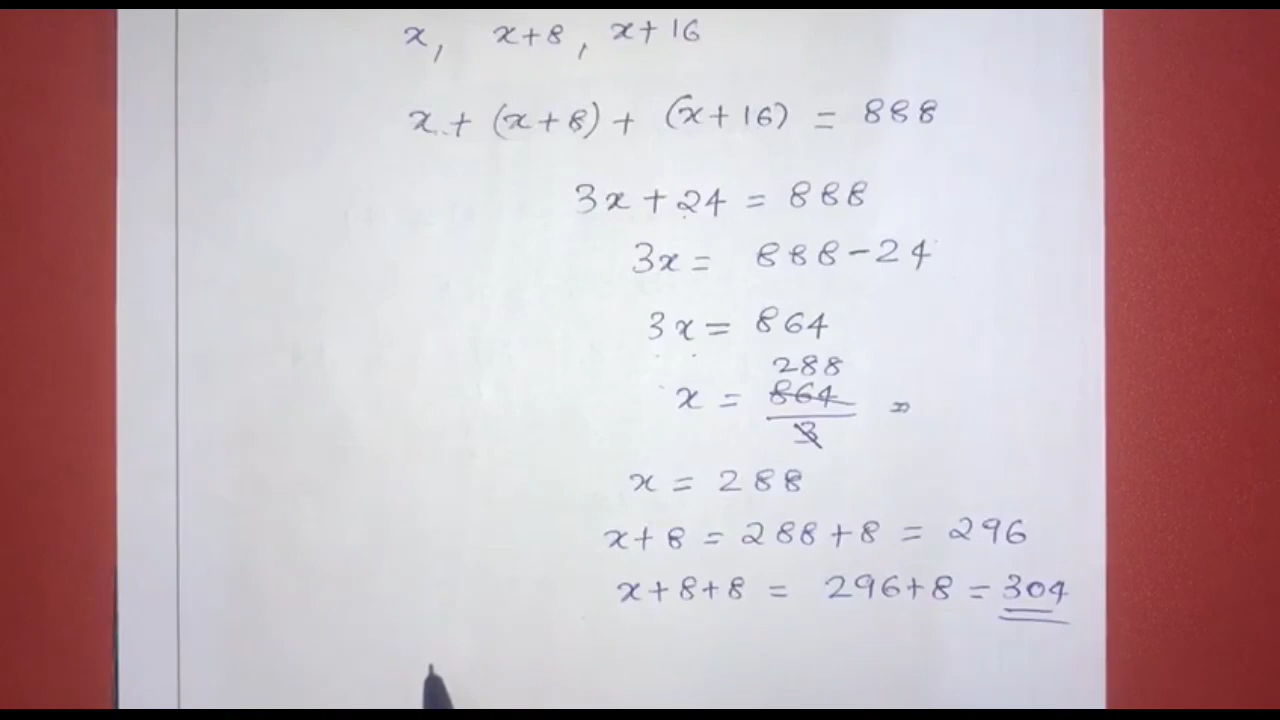 x, x+8, x+16
x+ (x+8) + (x+16) = 888
3x+24 = 888
3x = 888-24
3x = 864
288
x = 864/3 =
x = 288
x+8 = 288+8 = 296
x+8+8 = 296+8 = 304